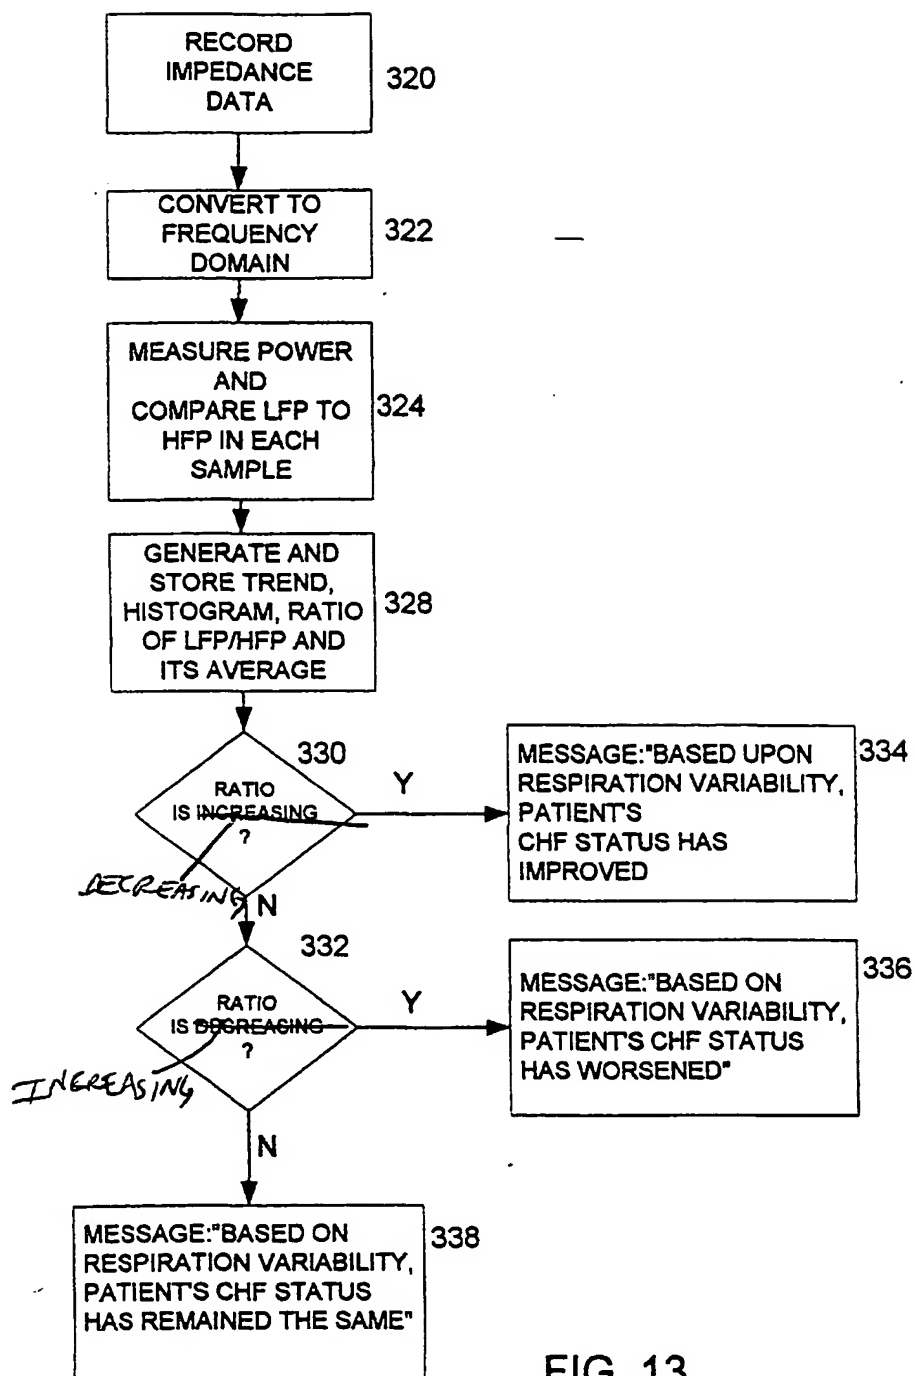 RECORD
IMPEDANCE
DATA
320
CONVERT TO
FREQUENCY
DOMAIN
322
MEASURE POWER
AND
COMPARE LFP TO
HFP IN EACH
SAMPLE
324
GENERATE AND
STORE TREND,
HISTOGRAM, RATIO
OF LFP/HFP AND
ITS AVERAGE
328
330
RATIO
IS INCREASING
?
DECREASING
Y
N
MESSAGE:"BASED UPON
RESPIRATION VARIABILITY,
PATIENT'S
CHF STATUS HAS
IMPROVED
334
332
RATIO
IS DECREASING
?
INCREASING
Y
N
MESSAGE:"BASED ON
RESPIRATION VARIABILITY,
PATIENT'S CHF STATUS
HAS WORSENED"
336
MESSAGE:"BASED ON
RESPIRATION VARIABILITY,
PATIENT'S CHF STATUS
HAS REMAINED THE SAME"
338
FIG. 13